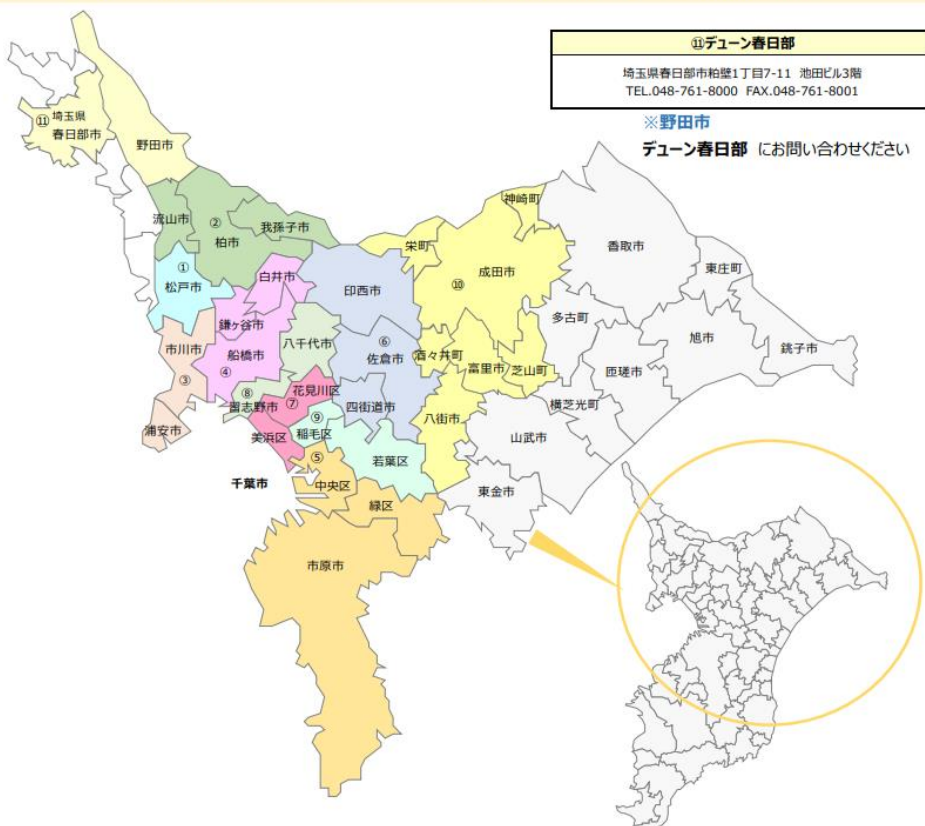 ⑪デューン春日部
埼玉県春日部市粕壁1丁目7-11 池田ビル3階
TEL.048-761-8000 FAX.048-761-8001
※野田市
デューン春日部 にお問い合わせください
⑪ 埼玉県
春日部市
野田市
流山市
②
柏市
我孫子市
①
松戸市
白井市
印西市
栄町
神崎町
成田市
⑩
香取市
東庄町
多古町
旭市
銚子市
匝瑳市
鎌ヶ谷市
市川市
③
船橋市
④
八千代市
⑥
佐倉市
酒々井町
富里市
芝山町
横芝光町
⑧
習志野市
⑦
花見川区
四街道市
八街市
浦安市
美浜区
⑨
稲毛区
若葉区
山武市
千葉市
⑤
中央区
緑区
東金市
市原市